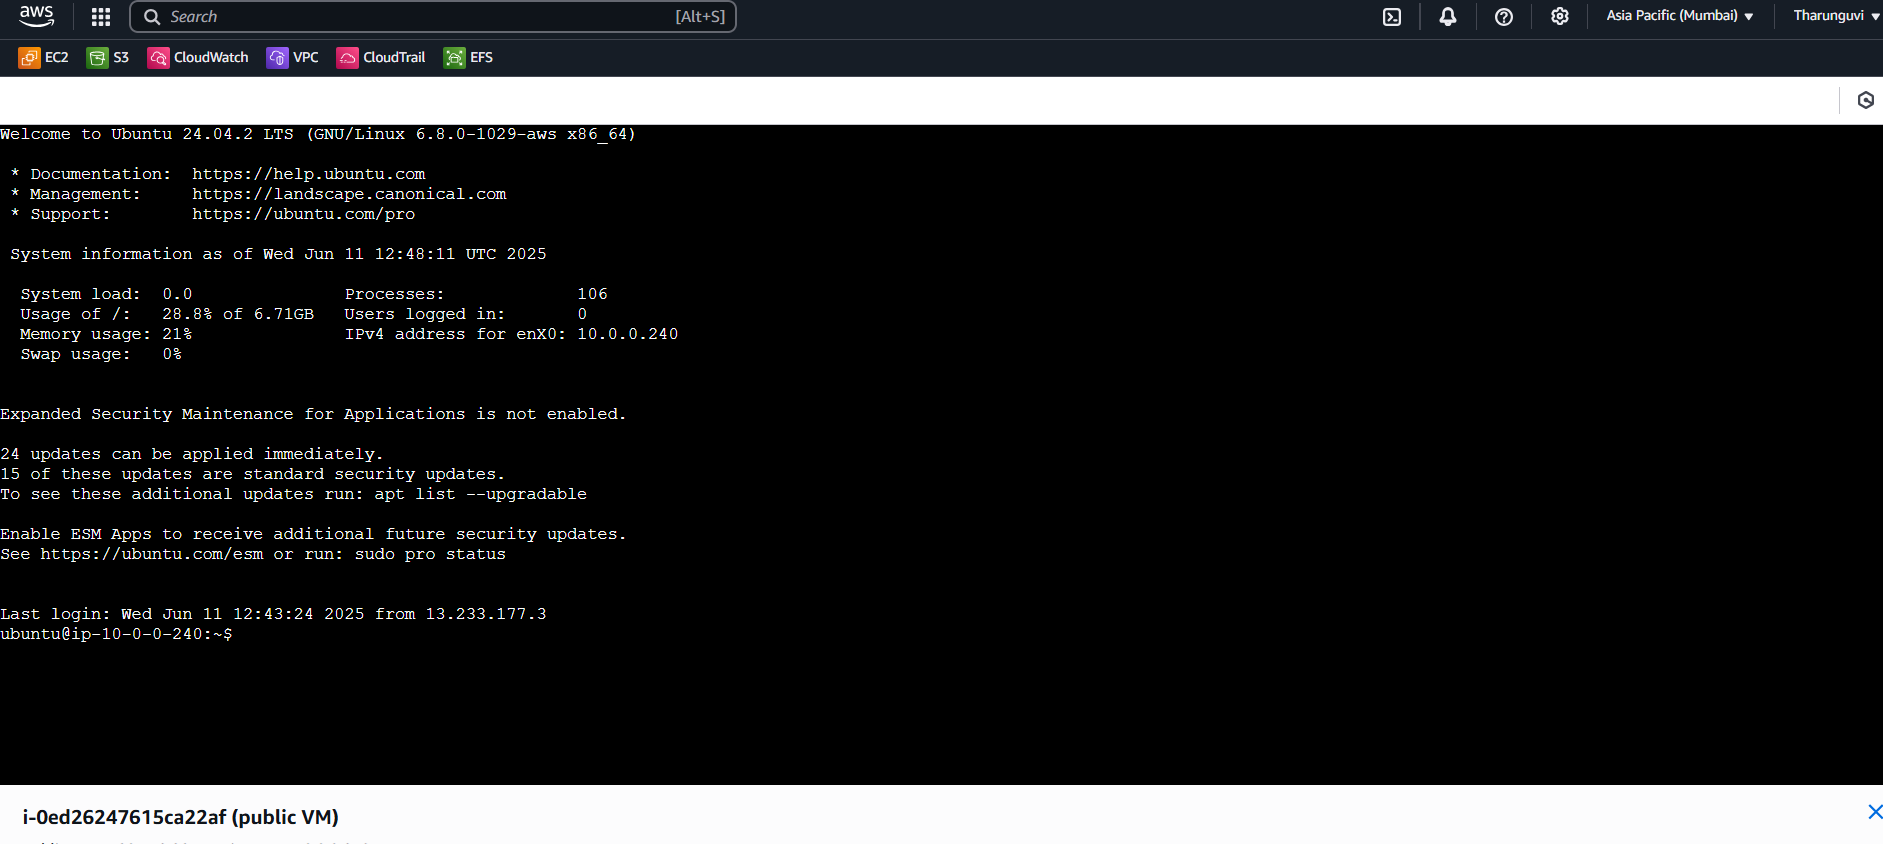 aws
Search [Alt+S]
Asia Pacific (Mumbai) Tharunguvi
EC2 S3 CloudWatch VPC CloudTrail EFS
Welcome to Ubuntu 24.04.2 LTS (GNU/Linux 6.8.0-1029-aws x86_64)
* Documentation: https://help.ubuntu.com
* Management: https://landscape.canonical.com
* Support: https://ubuntu.com/pro
System information as of Wed Jun 11 12:48:11 UTC 2025
System load: 0.0 Processes: 106
Usage of /: 28.8% of 6.71GB Users logged in: 0
Memory usage: 21% IPv4 address for enX0: 10.0.0.240
Swap usage: 0%
Expanded Security Maintenance for Applications is not enabled.
24 updates can be applied immediately.
15 of these updates are standard security updates.
To see these additional updates run: apt list --upgradable
Enable ESM Apps to receive additional future security updates.
See https://ubuntu.com/esm or run: sudo pro status
Last login: Wed Jun 11 12:43:24 2025 from 13.233.177.3
ubuntu@ip-10-0-0-240:~$
i-0ed26247615ca22af (public VM)